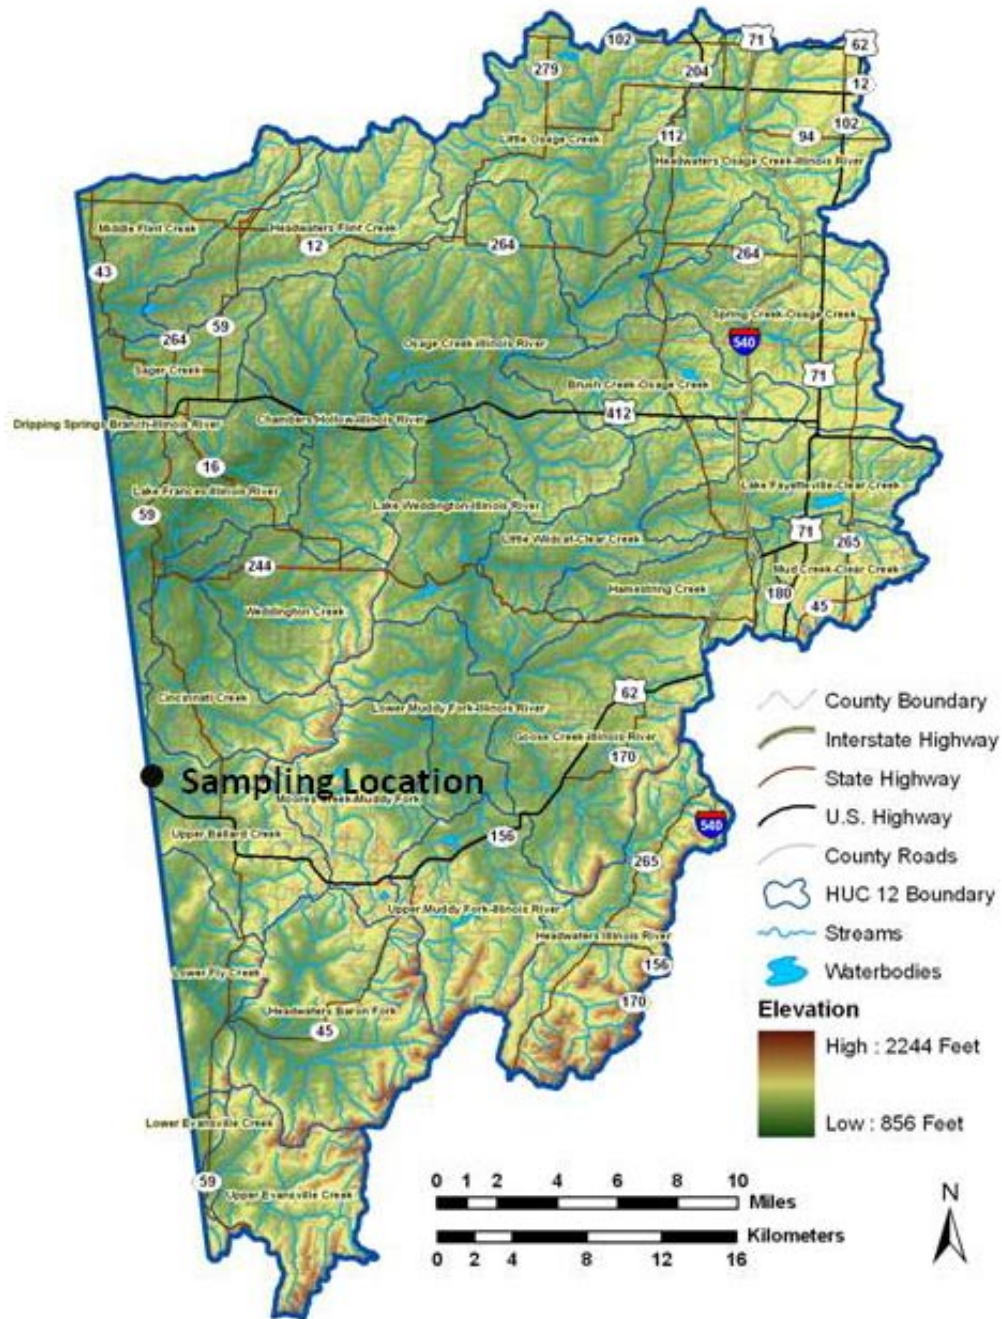 102
71
62
279
204
12
102
112
94
Little Osage Creek
Headwaters Osage Creek-Illinois River
Middle Flint Creek
Headwaters Flint Creek
12
264
264
43
59
264
Spring Creek-Osage Creek
540
Osage Creek-Illinois River
Sager Creek
71
Brush Creek-Osage Creek
412
Dripping Springs Branch-Illinois River
Chambers Hollow-Illinois River
16
Lake Frances-Illinois River
Lake Fayetteville-Clear Creek
59
Lake Weddington-Illinois River
71
265
Little Wildcat-Clear Creek
244
Mud Creek-Clear Creek
Hamestring Creek
180
45
Weddington Creek
Cincinnati Creek
62
Lower Muddy Fork-Illinois River
Goose Creek-Illinois River
170
Sampling Location
Moores Creek-Muddy Fork
Upper Ballard Creek
156
540
265
Upper Muddy Fork-Illinois River
Headwaters Illinois River
156
Lower Fly Creek
170
Headwaters Baron Fork
45
Lower Evansville Creek
59
Upper Evansville Creek
County Boundary
Interstate Highway
State Highway
U.S. Highway
County Roads
HUC 12 Boundary
Streams
Waterbodies
Elevation
High : 2244 Feet
Low : 856 Feet
0 1 2 4 6 8 10
Miles
Kilometers
0 2 4 8 12 16
N